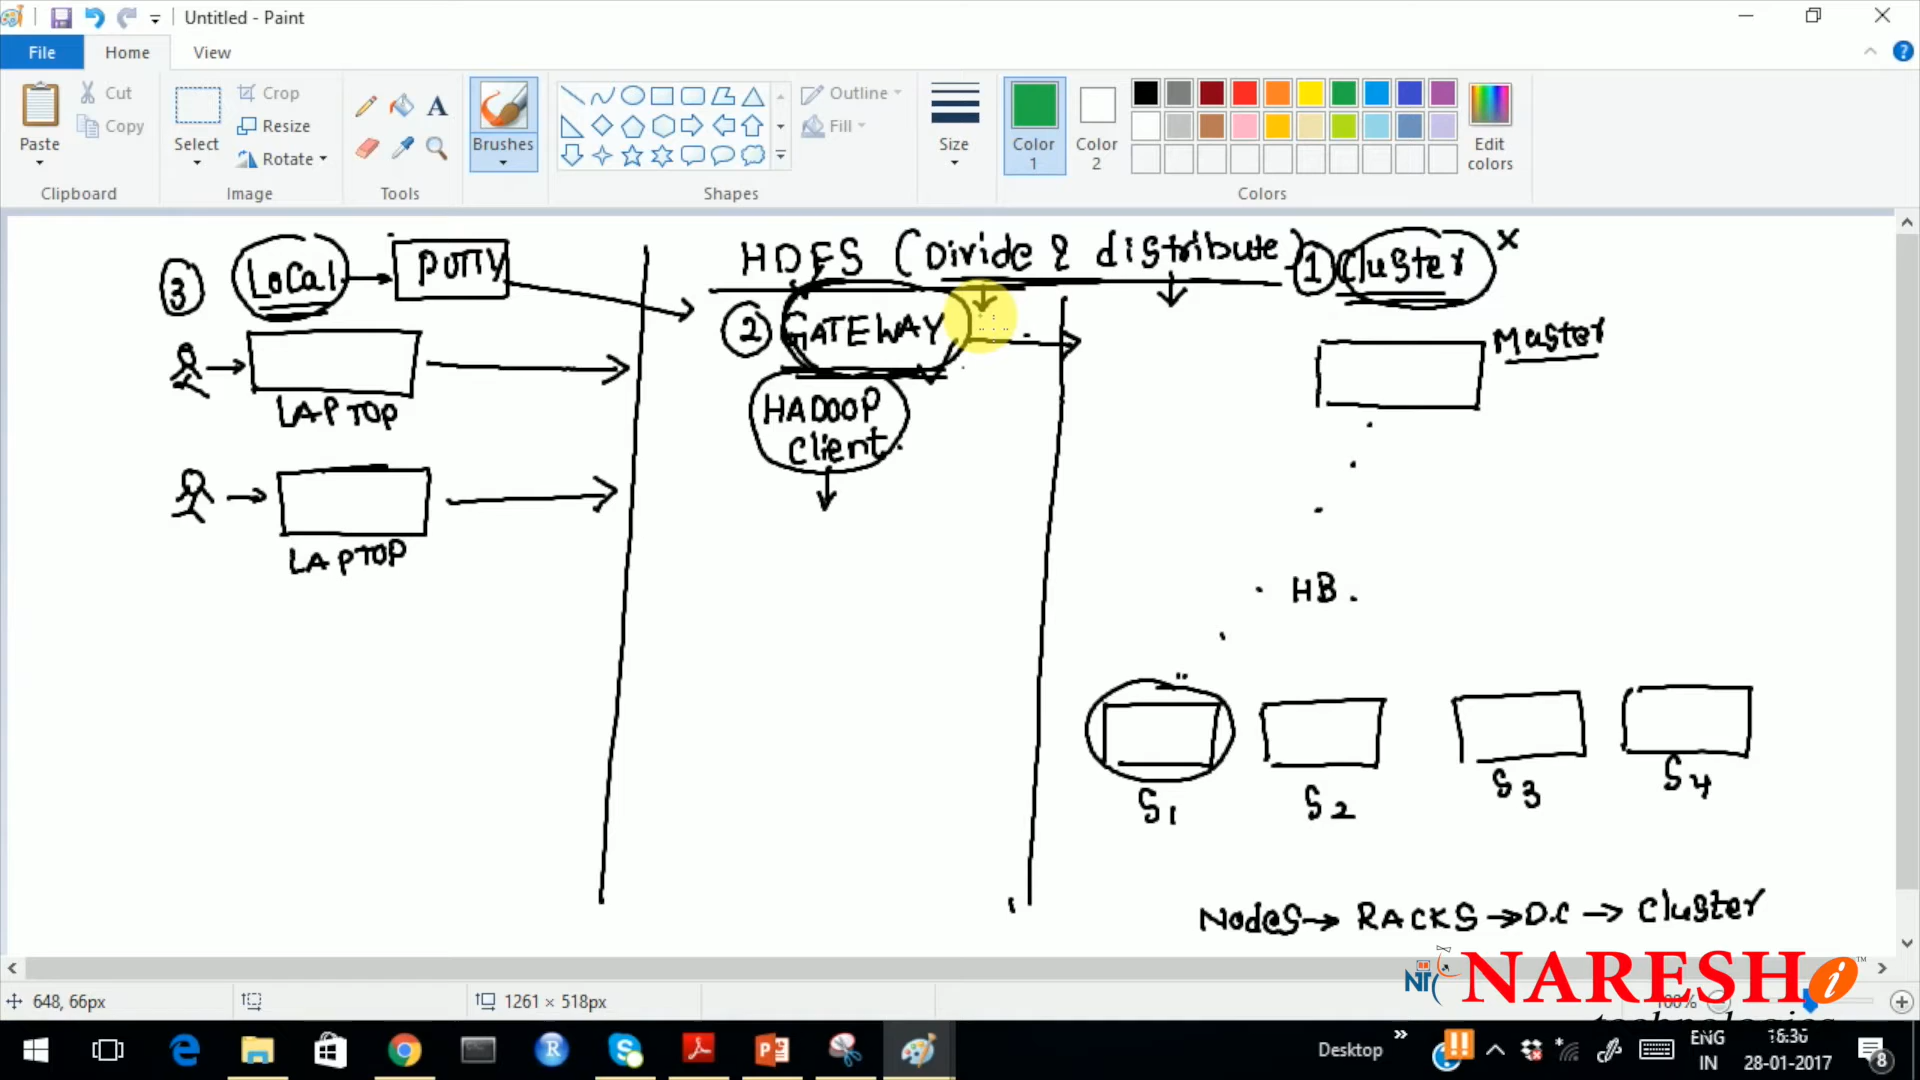 Untitled - Paint
File
Home
View
Paste
Cut
Copy
Clipboard
Select
Crop
Resize
Rotate
Image
A
Tools
Brushes
Outline
Fill
Shapes
Size
Color 1
Color 2
Edit colors
Colors
HDFS (Divide & distribute)
① Cluster x
③ LoCal
PUTTY
② GATEWAY
Master
LAPTOP
HADOOP
Client.
LAPTOP
HB.
S1
S2
S3
S4
NodeS → RACKS → D.C → Cluster
NARESH i
™
648, 66px
1261 × 518px
100%
Desktop
ENG
IN
28-01-2017
8